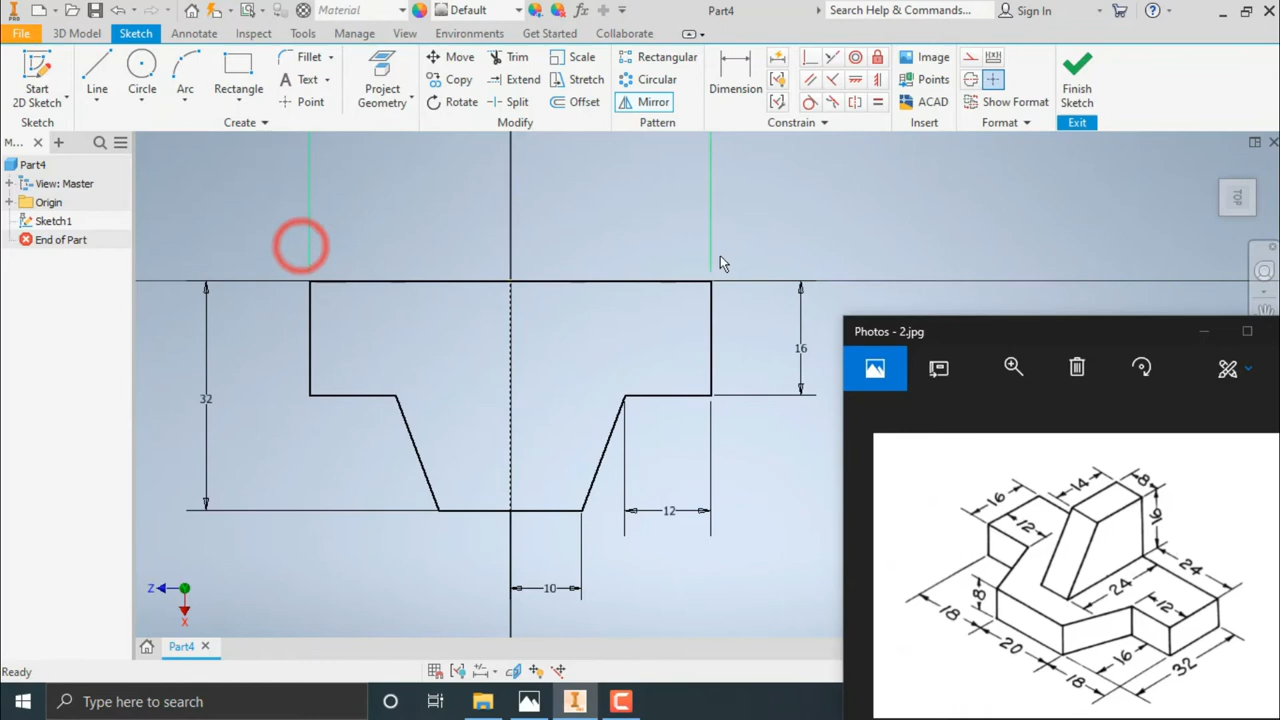 PRO
Material
Default
Part4
Search Help & Commands...
Sign In
File
3D Model
Sketch
Annotate
Inspect
Tools
Manage
View
Environments
Get Started
Collaborate
Start
2D Sketch
Line
Circle
Arc
Rectangle
Fillet
Text
Point
Project
Geometry
Move
Copy
Rotate
Trim
Extend
Split
Scale
Stretch
Offset
Rectangular
Circular
Mirror
Dimension
Image
Points
ACAD
Show Format
Finish
Sketch
Sketch
Create
Modify
Pattern
Constrain
Insert
Format
Exit
M...
Part4
View: Master
Origin
Sketch1
End of Part
TOP
32
16
12
10
Z
X
Photos - 2.jpg
8
14
16
16
12
24
24
12
8
18
20
16
32
18
Part4
Ready
Type here to search